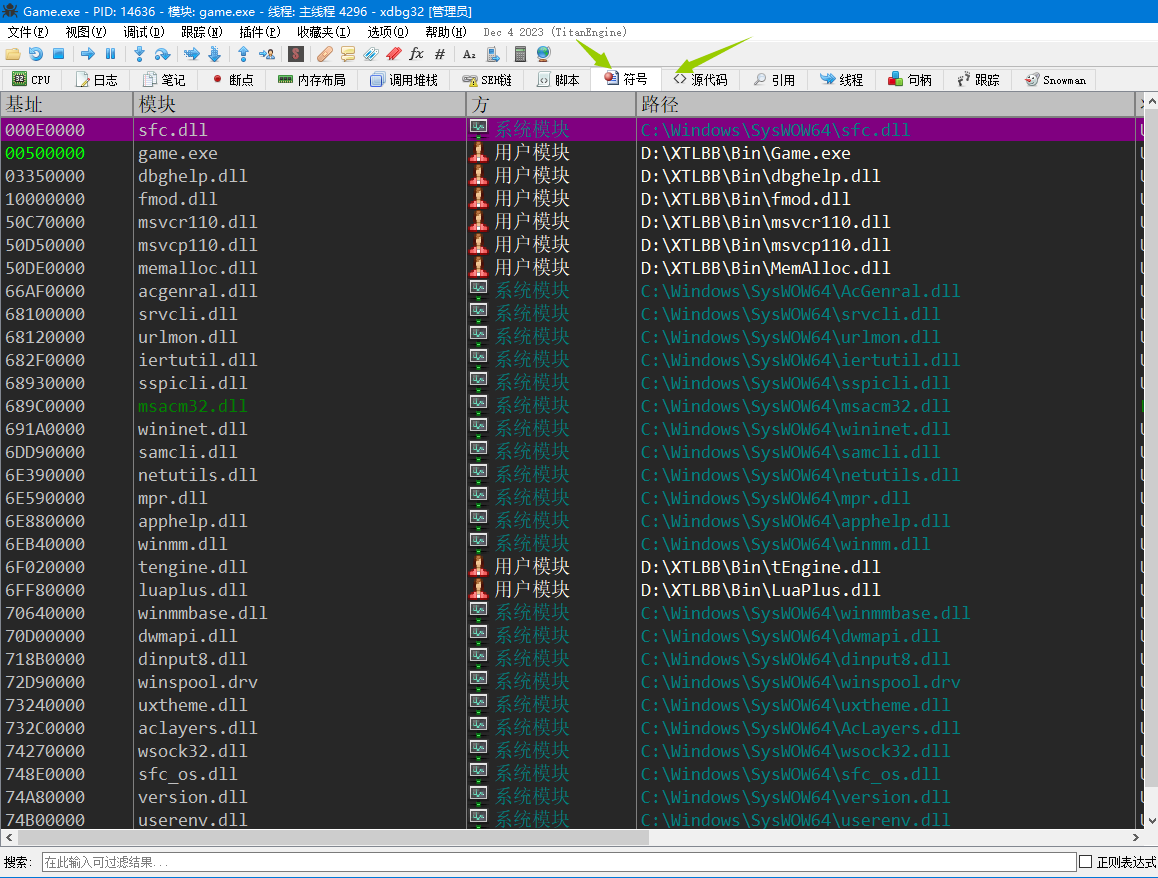 Game.exe - PID: 14636 - 模块: game.exe - 线程: 主线程 4296 - xdbg32 [管理员]
文件(F) 视图(V) 调试(D) 跟踪(N) 插件(P) 收藏夹(I) 选项(O) 帮助(H) Dec 4 2023 (TitanEngine)
CPU 日志 笔记 断点 内存布局 调用堆栈 SEH链 脚本 符号 源代码 引用 线程 句柄 跟踪 Snowman
基址 模块 方 路径
000E0000 sfc.dll 系统模块 C:\Windows\SysWOW64\sfc.dll
00500000 game.exe 用户模块 D:\XTLBB\Bin\Game.exe
03350000 dbghelp.dll 用户模块 D:\XTLBB\Bin\dbghelp.dll
10000000 fmod.dll 用户模块 D:\XTLBB\Bin\fmod.dll
50C70000 msvcr110.dll 用户模块 D:\XTLBB\Bin\msvcr110.dll
50D50000 msvcp110.dll 用户模块 D:\XTLBB\Bin\msvcp110.dll
50DE0000 memalloc.dll 用户模块 D:\XTLBB\Bin\MemAlloc.dll
66AF0000 acgenral.dll 系统模块 C:\Windows\SysWOW64\AcGenral.dll
68100000 srvcli.dll 系统模块 C:\Windows\SysWOW64\srvcli.dll
68120000 urlmon.dll 系统模块 C:\Windows\SysWOW64\urlmon.dll
682F0000 iertutil.dll 系统模块 C:\Windows\SysWOW64\iertutil.dll
68930000 sspicli.dll 系统模块 C:\Windows\SysWOW64\sspicli.dll
689C0000 msacm32.dll 系统模块 C:\Windows\SysWOW64\msacm32.dll
691A0000 wininet.dll 系统模块 C:\Windows\SysWOW64\wininet.dll
6DD90000 samcli.dll 系统模块 C:\Windows\SysWOW64\samcli.dll
6E390000 netutils.dll 系统模块 C:\Windows\SysWOW64\netutils.dll
6E590000 mpr.dll 系统模块 C:\Windows\SysWOW64\mpr.dll
6E880000 apphelp.dll 系统模块 C:\Windows\SysWOW64\apphelp.dll
6EB40000 winmm.dll 系统模块 C:\Windows\SysWOW64\winmm.dll
6F020000 tengine.dll 用户模块 D:\XTLBB\Bin\tEngine.dll
6FF80000 luaplus.dll 用户模块 D:\XTLBB\Bin\LuaPlus.dll
70640000 winmmbase.dll 系统模块 C:\Windows\SysWOW64\winmmbase.dll
70D00000 dwmapi.dll 系统模块 C:\Windows\SysWOW64\dwmapi.dll
718B0000 dinput8.dll 系统模块 C:\Windows\SysWOW64\dinput8.dll
72D90000 winspool.drv 系统模块 C:\Windows\SysWOW64\winspool.drv
73240000 uxtheme.dll 系统模块 C:\Windows\SysWOW64\uxtheme.dll
732C0000 aclayers.dll 系统模块 C:\Windows\SysWOW64\AcLayers.dll
74270000 wsock32.dll 系统模块 C:\Windows\SysWOW64\wsock32.dll
748E0000 sfc_os.dll 系统模块 C:\Windows\SysWOW64\sfc_os.dll
74A80000 version.dll 系统模块 C:\Windows\SysWOW64\version.dll
74B00000 userenv.dll 系统模块 C:\Windows\SysWOW64\userenv.dll
搜索: 在此输入可过滤结果... 正则表达式